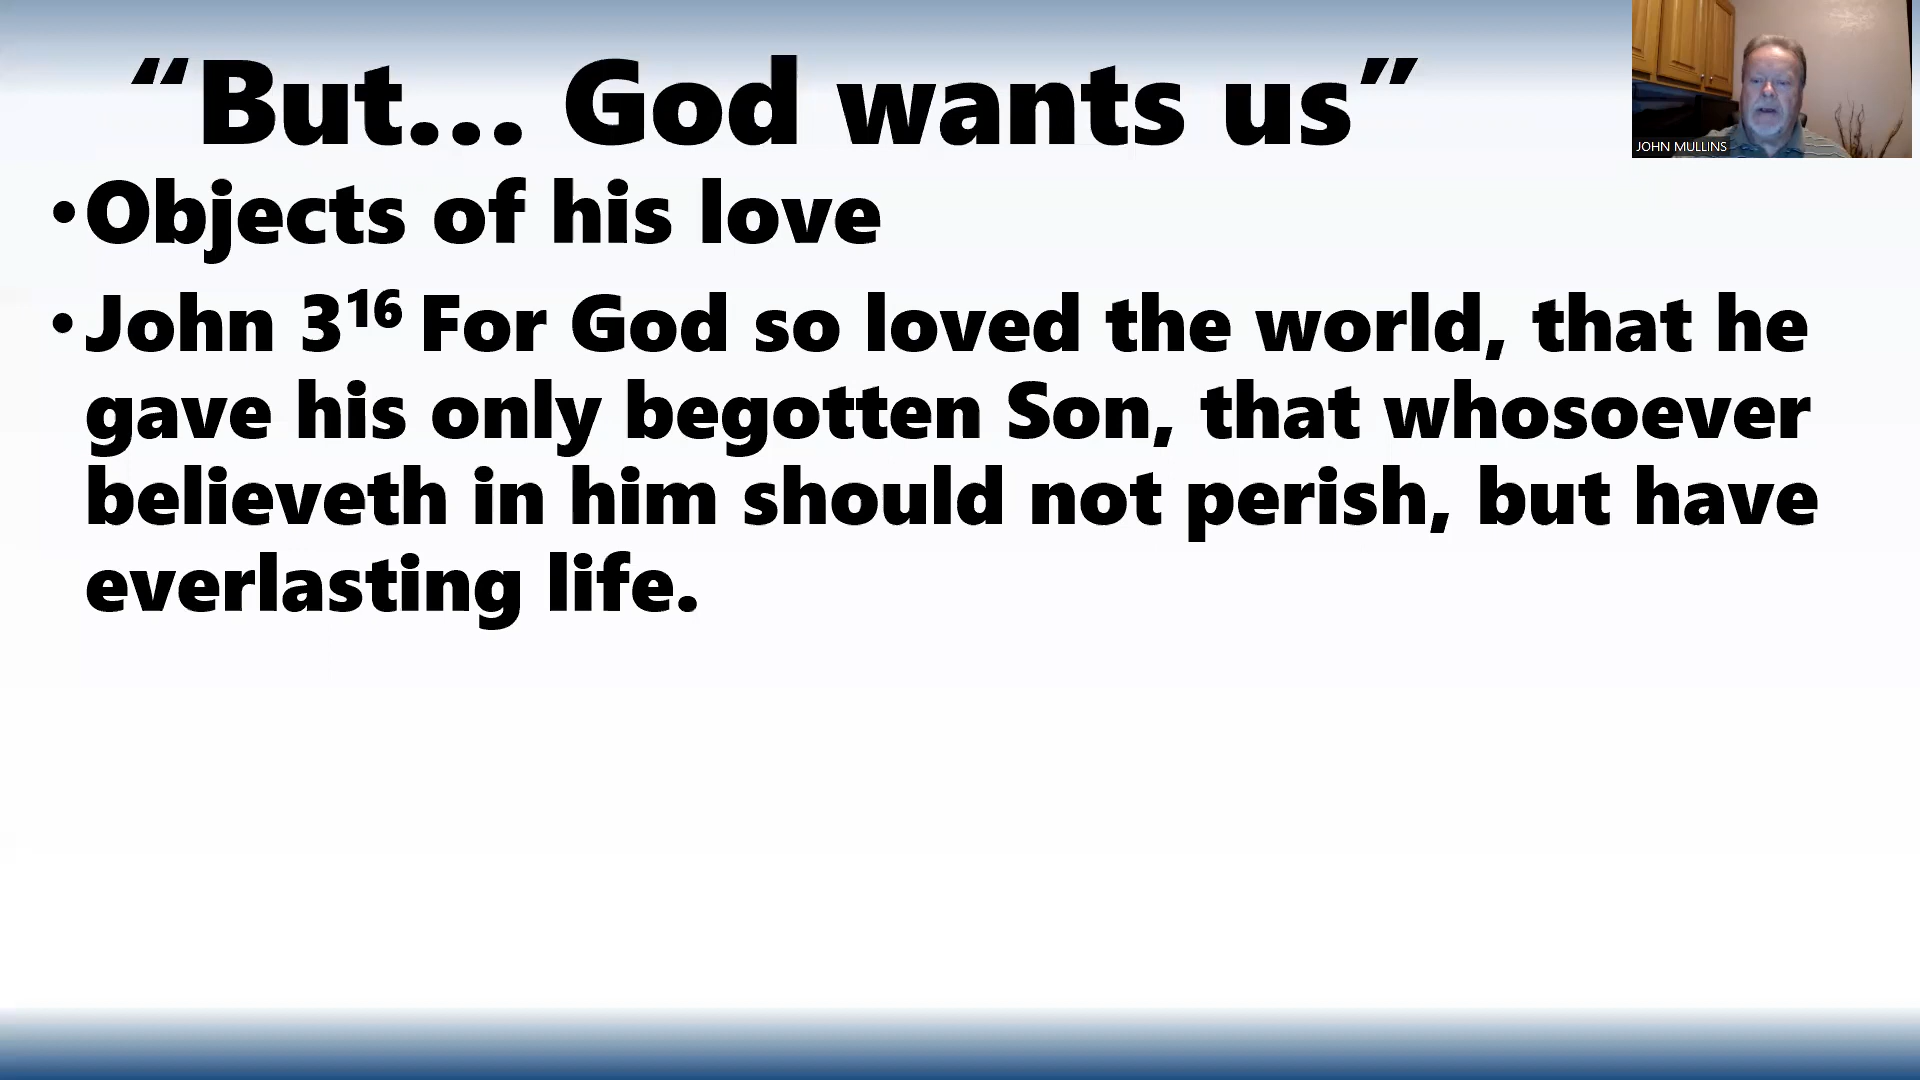 “But... God wants us”
JOHN MULLINS
•Objects of his love
•John 3¹⁶ For God so loved the world, that he
gave his only begotten Son, that whosoever
believeth in him should not perish, but have
everlasting life.